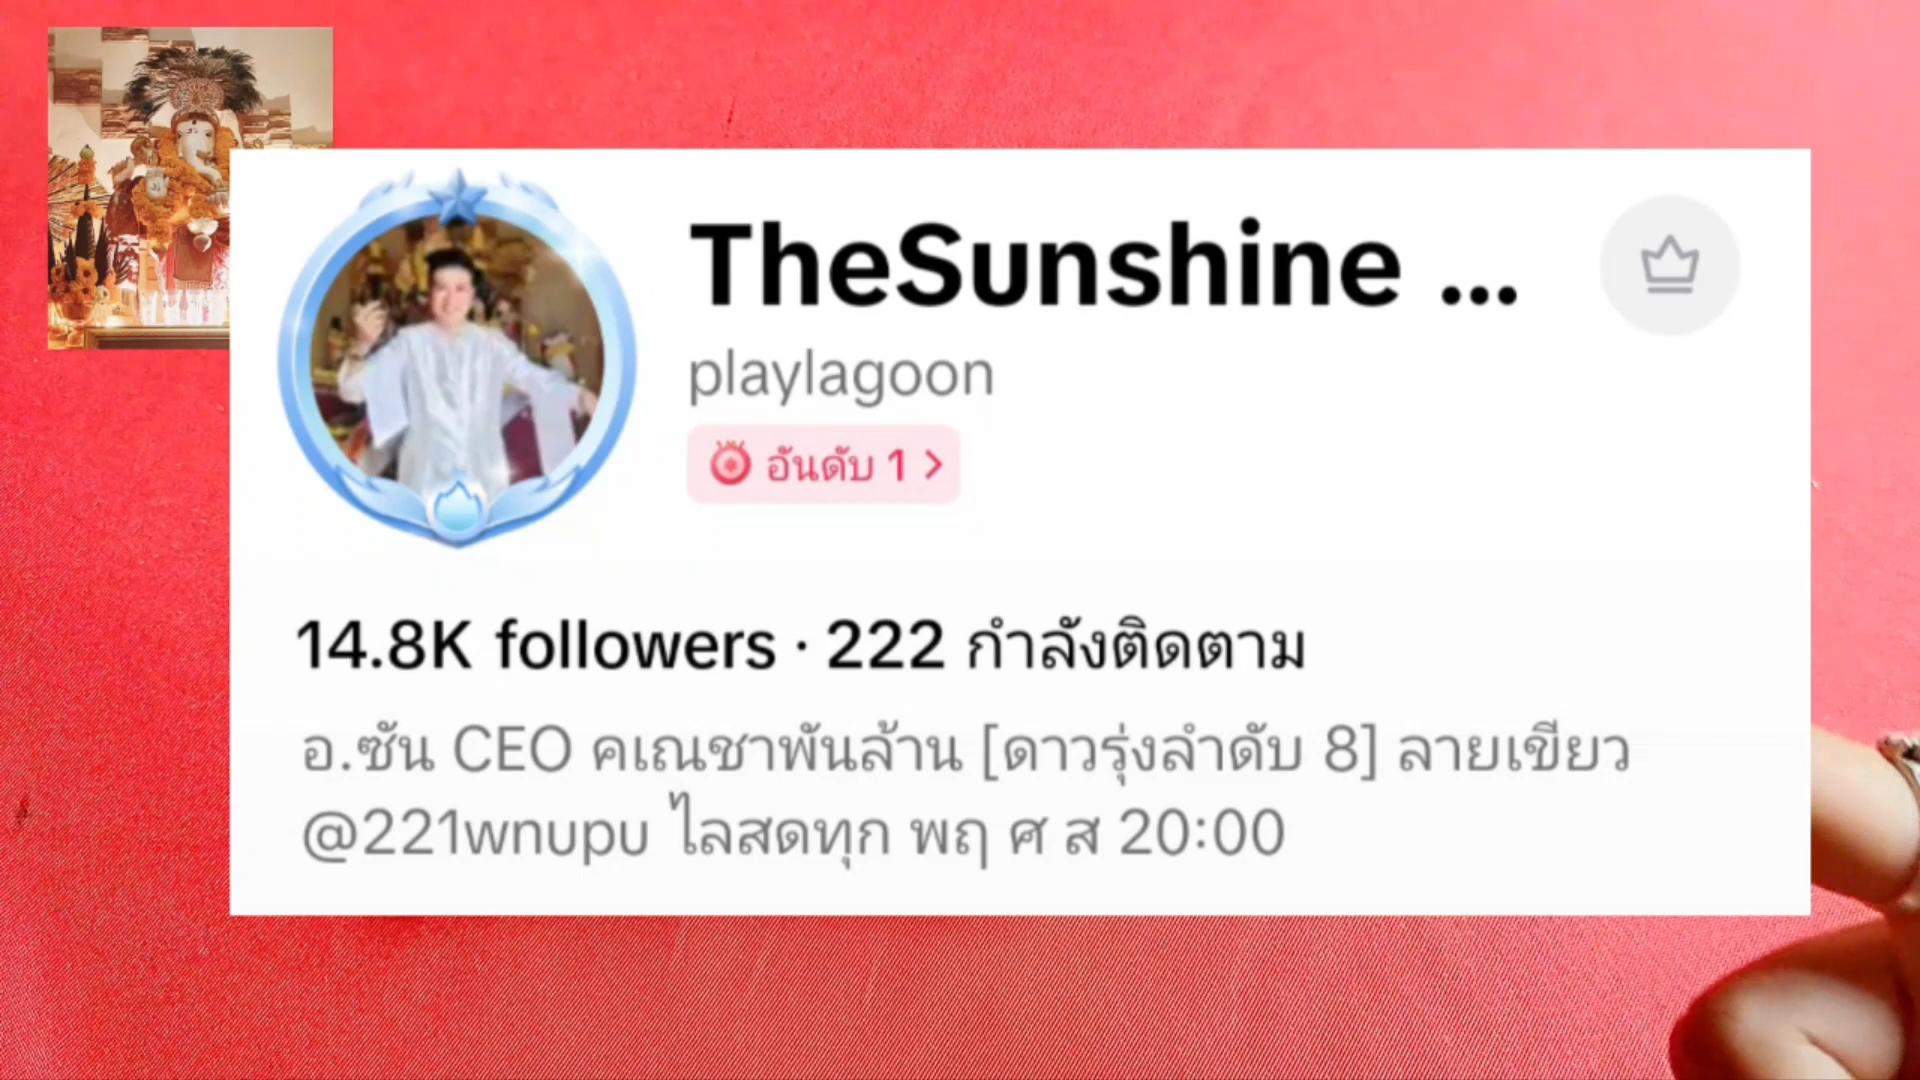 TheSunshine ...
playlagoon
อันดับ 1 >
14.8K followers · 222 กำลังติดตาม
อ.ซัน CEO คเณชาพันล้าน [ดาวรุ่งลำดับ 8] ลายเขียว
@221wnupu ไลสดทุก พฤ ศ ส 20:00